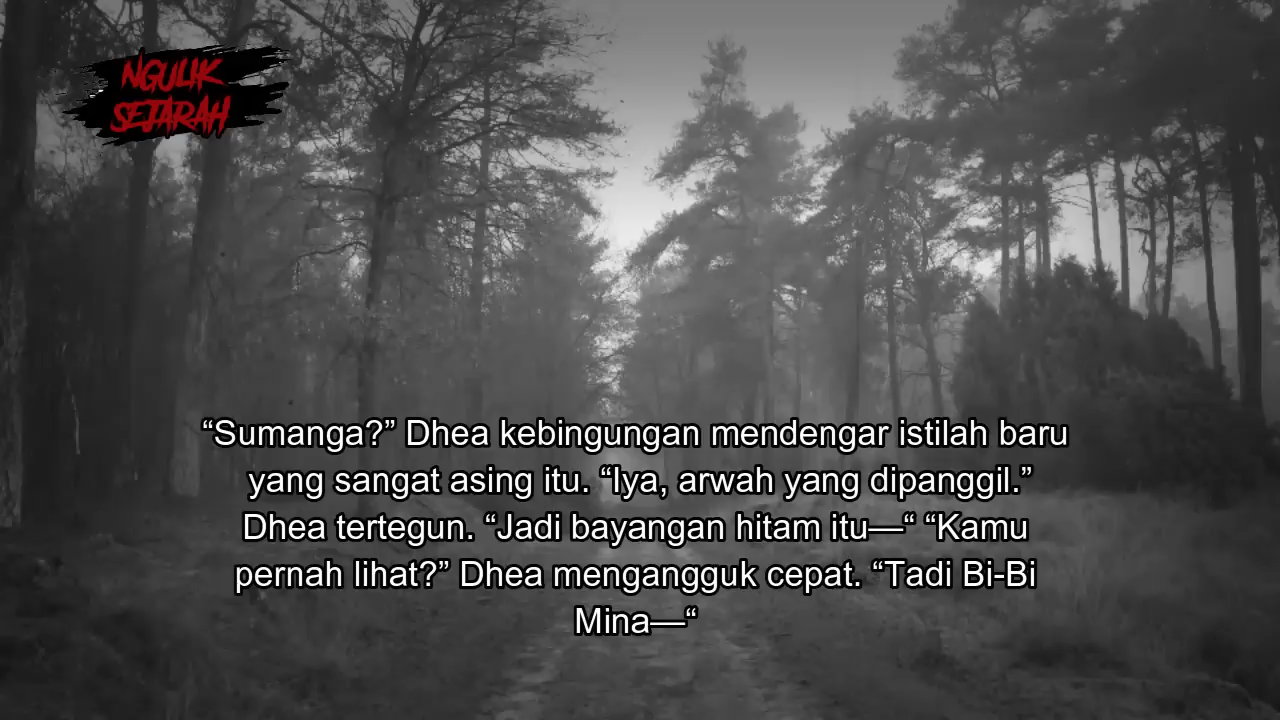 NGULIK
SEJARAH
“Sumanga?” Dhea kebingungan mendengar istilah baru
yang sangat asing itu. “Iya, arwah yang dipanggil.”
Dhea tertegun. “Jadi bayangan hitam itu—“ “Kamu
pernah lihat?” Dhea mengangguk cepat. “Tadi Bi-Bi
Mina—“